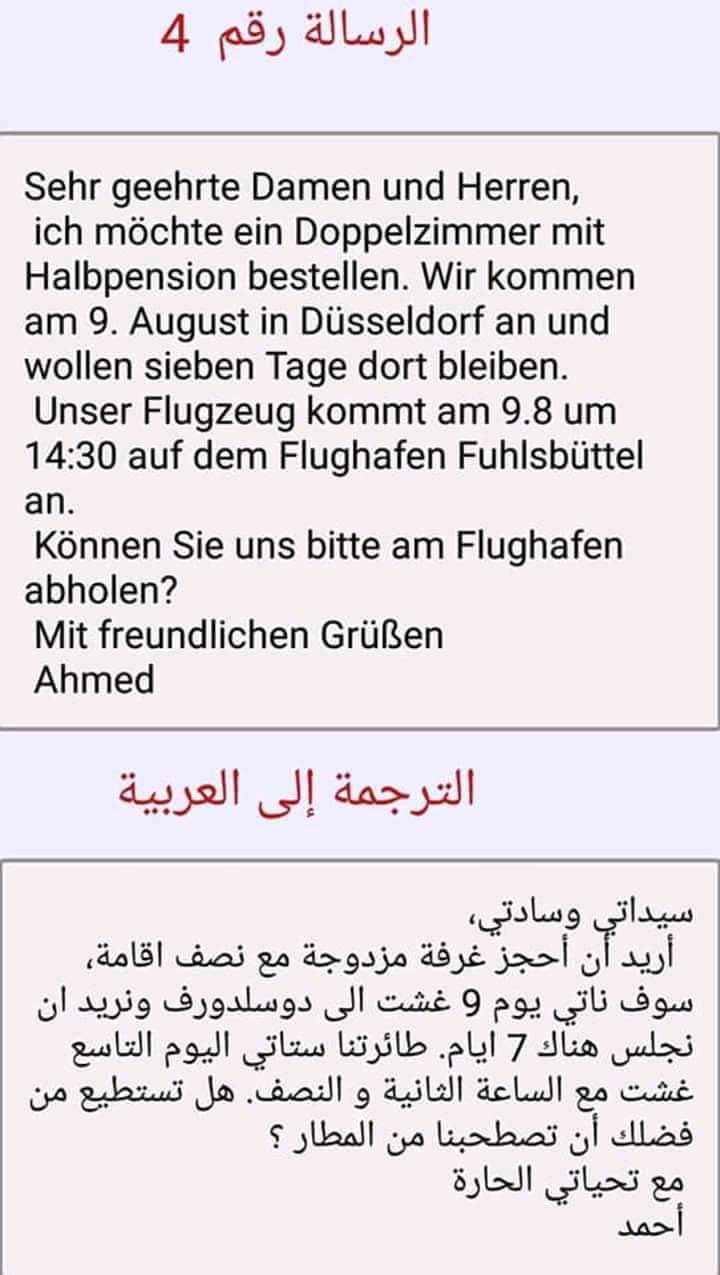 الرسالة رقم 4
Sehr geehrte Damen und Herren,
ich möchte ein Doppelzimmer mit
Halbpension bestellen. Wir kommen
am 9. August in Düsseldorf an und
wollen sieben Tage dort bleiben.
Unser Flugzeug kommt am 9.8 um
14:30 auf dem Flughafen Fuhlsbüttel
an.
Können Sie uns bitte am Flughafen
abholen?
Mit freundlichen Grüßen
Ahmed
الترجمة إلى العربية
سيداتي وسادتي،
أريد أن أحجز غرفة مزدوجة مع نصف اقامة،
سوف ناتي يوم 9 غشت الى دوسلدورف ونريد ان
نجلس هناك 7 ايام. طائرتنا ستاتي اليوم التاسع
غشت مع الساعة الثانية و النصف. هل تستطيع من
فضلك أن تصطحبنا من المطار ؟
مع تحياتي الحارة
أحمد